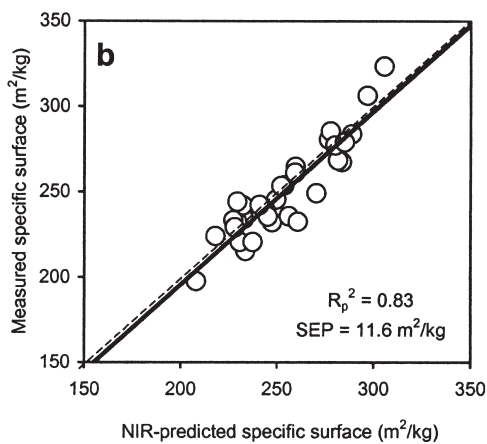 b
Measured specific surface (m²/kg)
350
300
250
200
150
Rp² = 0.83
SEP = 11.6 m²/kg
150 200 250 300 350
NIR-predicted specific surface (m²/kg)